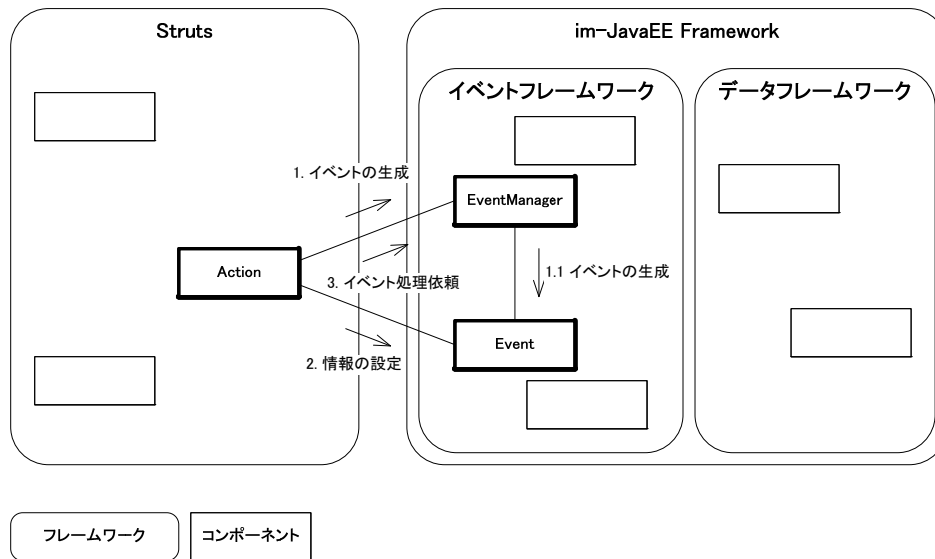 Struts
im-JavaEE Framework
イベントフレームワーク
データフレームワーク
1. イベントの生成
EventManager
Action
3. イベント処理依頼
1.1 イベントの生成
Event
2. 情報の設定
フレームワーク
コンポーネント